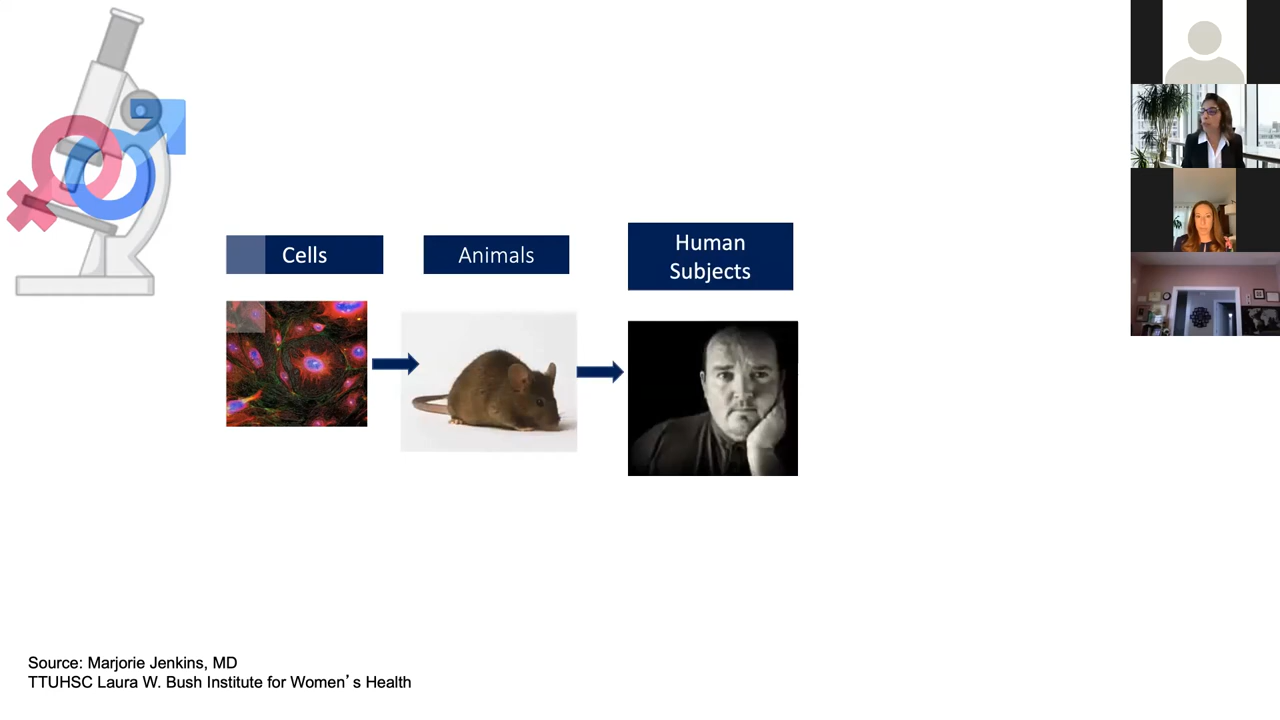 Cells
Animals
Human
Subjects
Source: Marjorie Jenkins, MD
TTUHSC Laura W. Bush Institute for Women’s Health